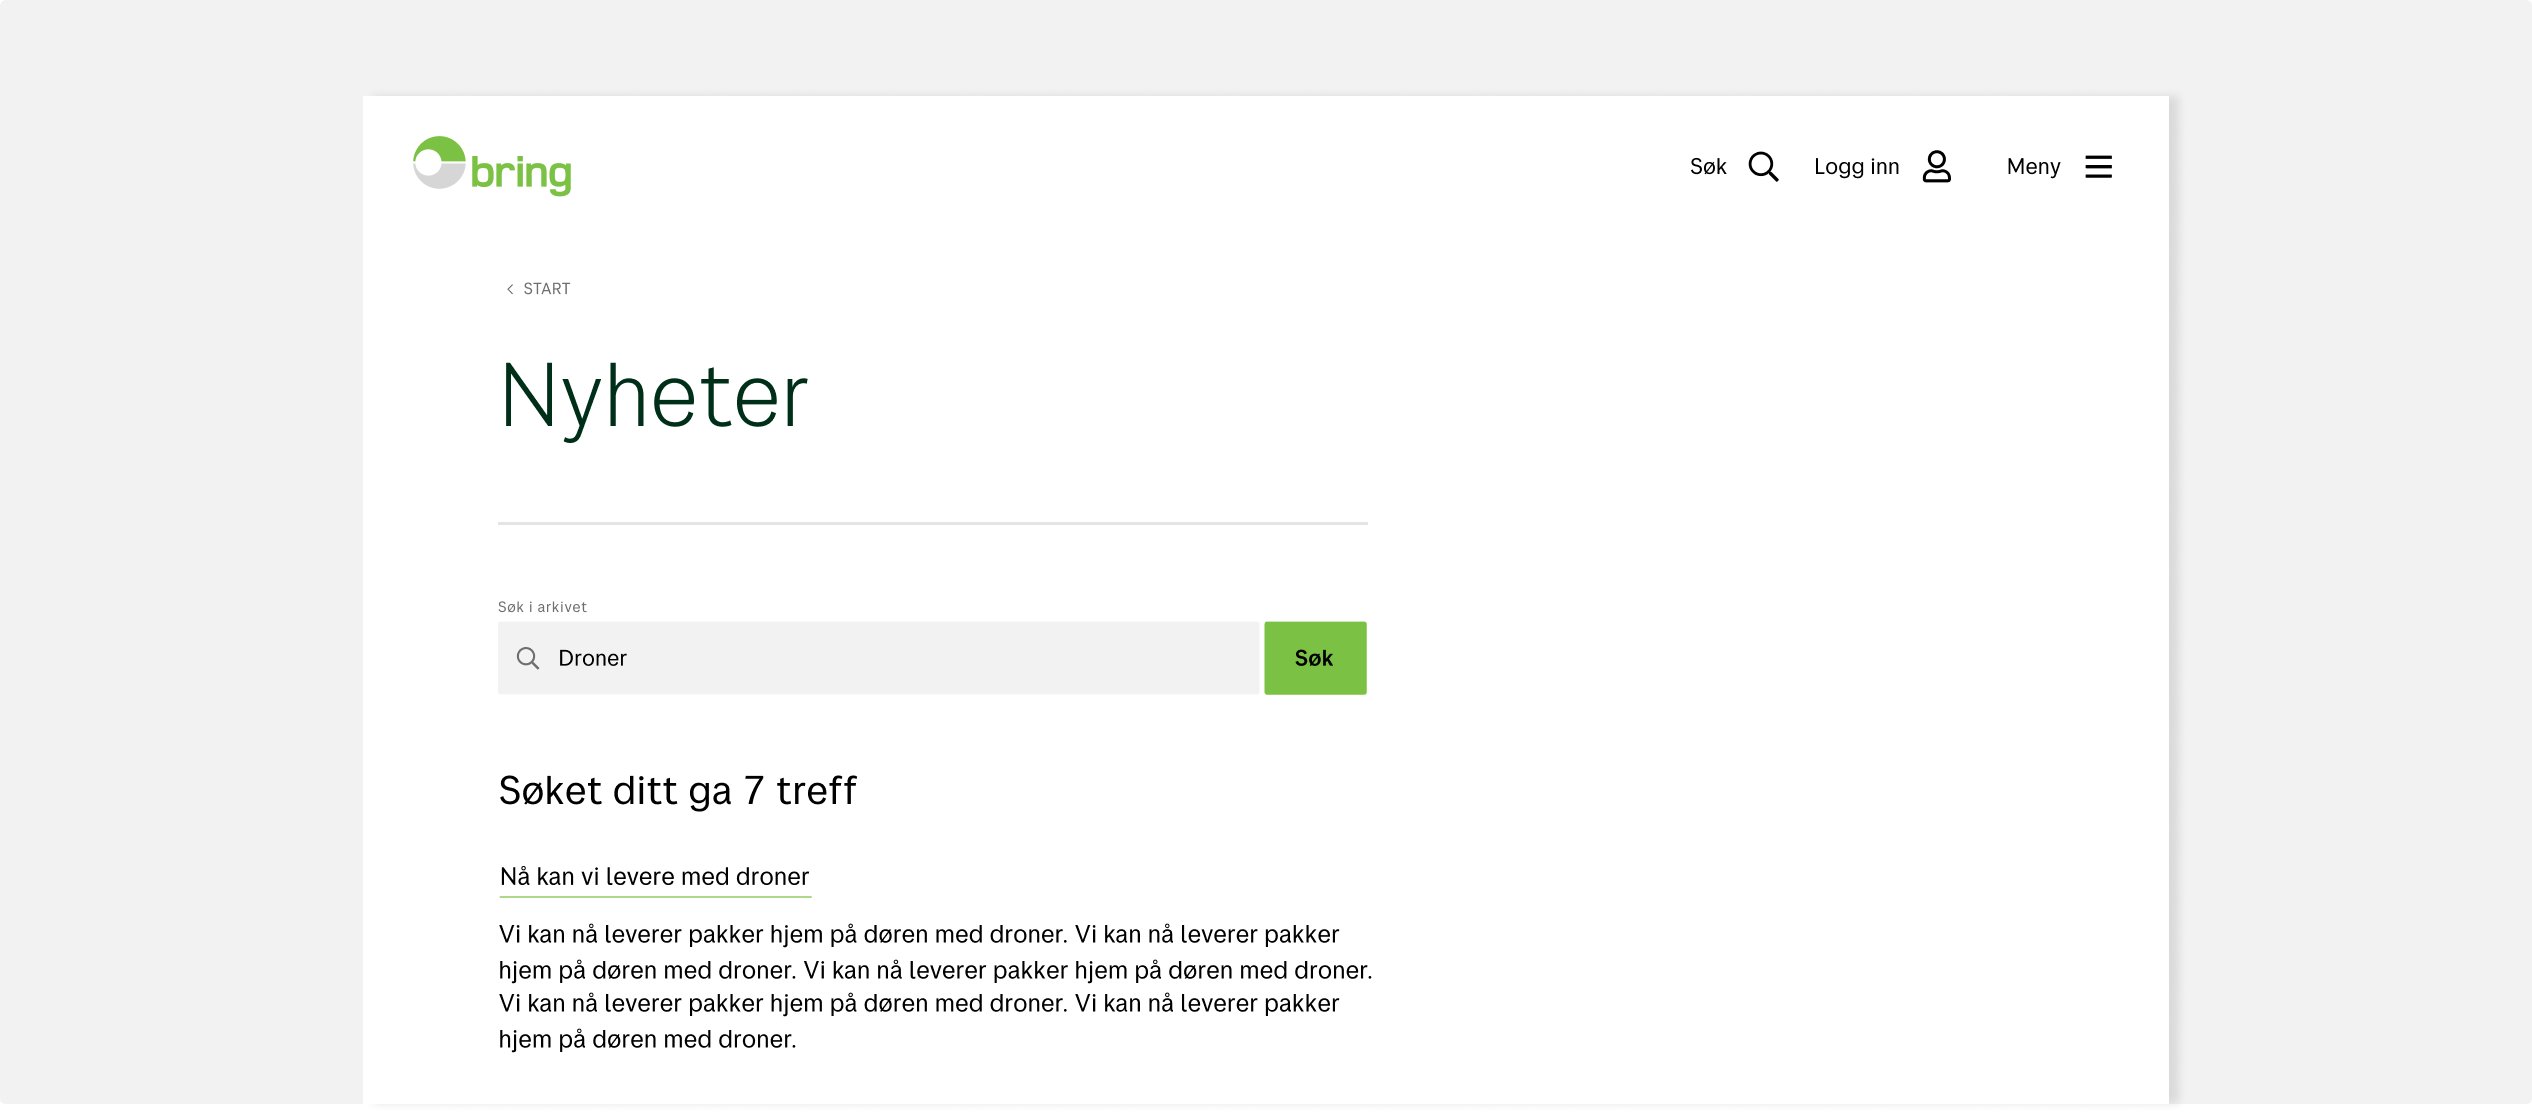 bring
Søk
Logg inn
Meny
START
Nyheter
Søk i arkivet
Droner
Søk
Søket ditt ga 7 treff
Nå kan vi levere med droner
Vi kan nå leverer pakker hjem på døren med droner. Vi kan nå leverer pakker
hjem på døren med droner. Vi kan nå leverer pakker hjem på døren med droner.
Vi kan nå leverer pakker hjem på døren med droner. Vi kan nå leverer pakker
hjem på døren med droner.